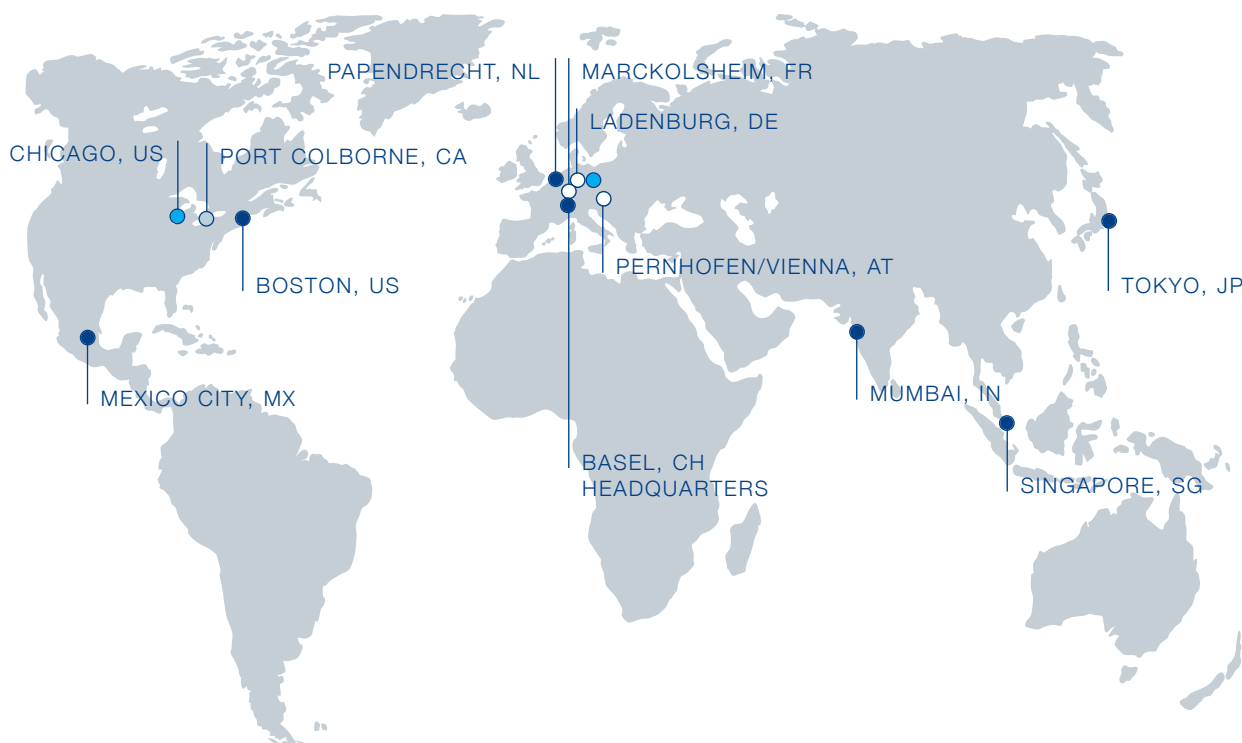 PAPENDRECHT, NL
MARCKOLSHEIM, FR
LADENBURG, DE
CHICAGO, US
PORT COLBORNE, CA
PERNHOFEN/VIENNA, AT
BOSTON, US
TOKYO, JP
MEXICO CITY, MX
MUMBAI, IN
BASEL, CH
HEADQUARTERS
SINGAPORE, SG